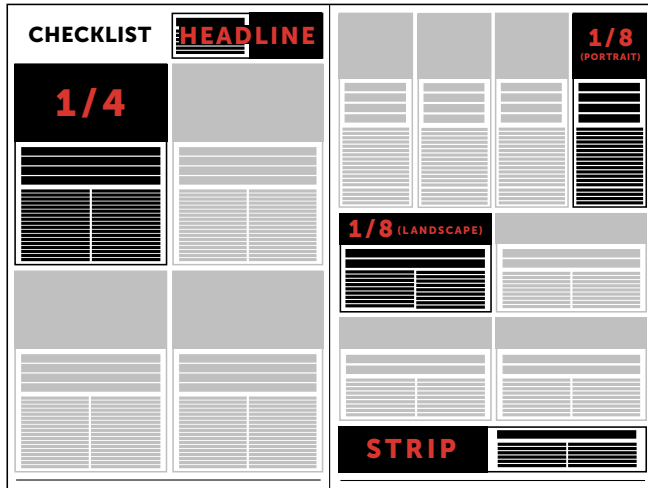 CHECKLIST
HEADLINE
1/4
1/8
(PORTRAIT)
1/8 (LANDSCAPE)
STRIP